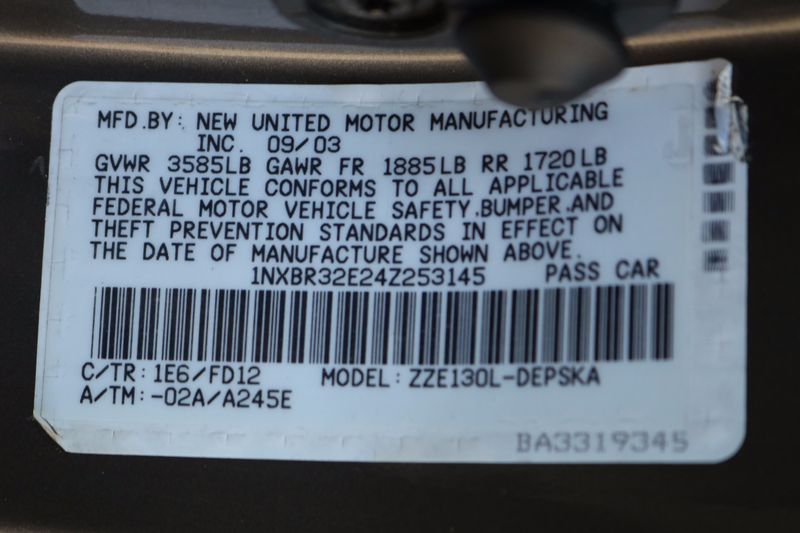 MFD.BY: NEW UNITED MOTOR MANUFACTURING
INC. 09/03
GVWR 3585LB GAWR FR 1885LB RR 1720LB
THIS VEHICLE CONFORMS TO ALL APPLICABLE
FEDERAL MOTOR VEHICLE SAFETY,BUMPER,AND
THEFT PREVENTION STANDARDS IN EFFECT ON
THE DATE OF MANUFACTURE SHOWN ABOVE.
1NXBR32E24Z253145 PASS CAR
C/TR: 1E6/FD12 MODEL: ZZE130L-DEPSKA
A/TM: -02A/A245E
BA3319345